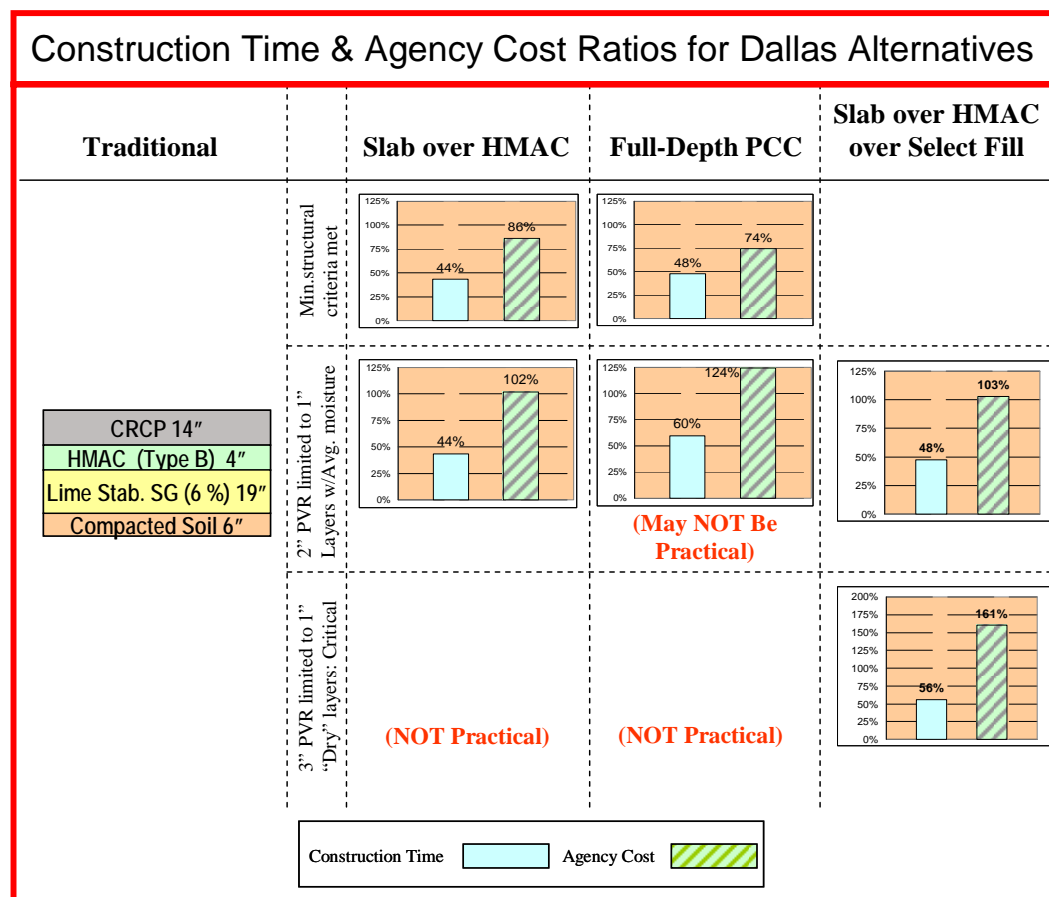 Construction Time & Agency Cost Ratios for Dallas Alternatives
Traditional
Slab over HMAC
Full-Depth PCC
Slab over HMAC
over Select Fill
Min.structural
criteria met
125%
100%
75%
50%
25%
0%
44%
86%
125%
100%
75%
50%
25%
0%
48%
74%
CRCP 14”
HMAC (Type B) 4”
Lime Stab. SG (6 %) 19”
Compacted Soil 6”
2” PVR limited to 1”
Layers w/Avg. moisture
125%
100%
75%
50%
25%
0%
44%
102%
125%
100%
75%
50%
25%
0%
60%
124%
(May NOT Be
Practical)
125%
100%
75%
50%
25%
0%
48%
103%
3” PVR limited to 1”
“Dry” layers: Critical
(NOT Practical)
(NOT Practical)
200%
175%
150%
125%
100%
75%
50%
25%
0%
56%
161%
Construction Time
Agency Cost